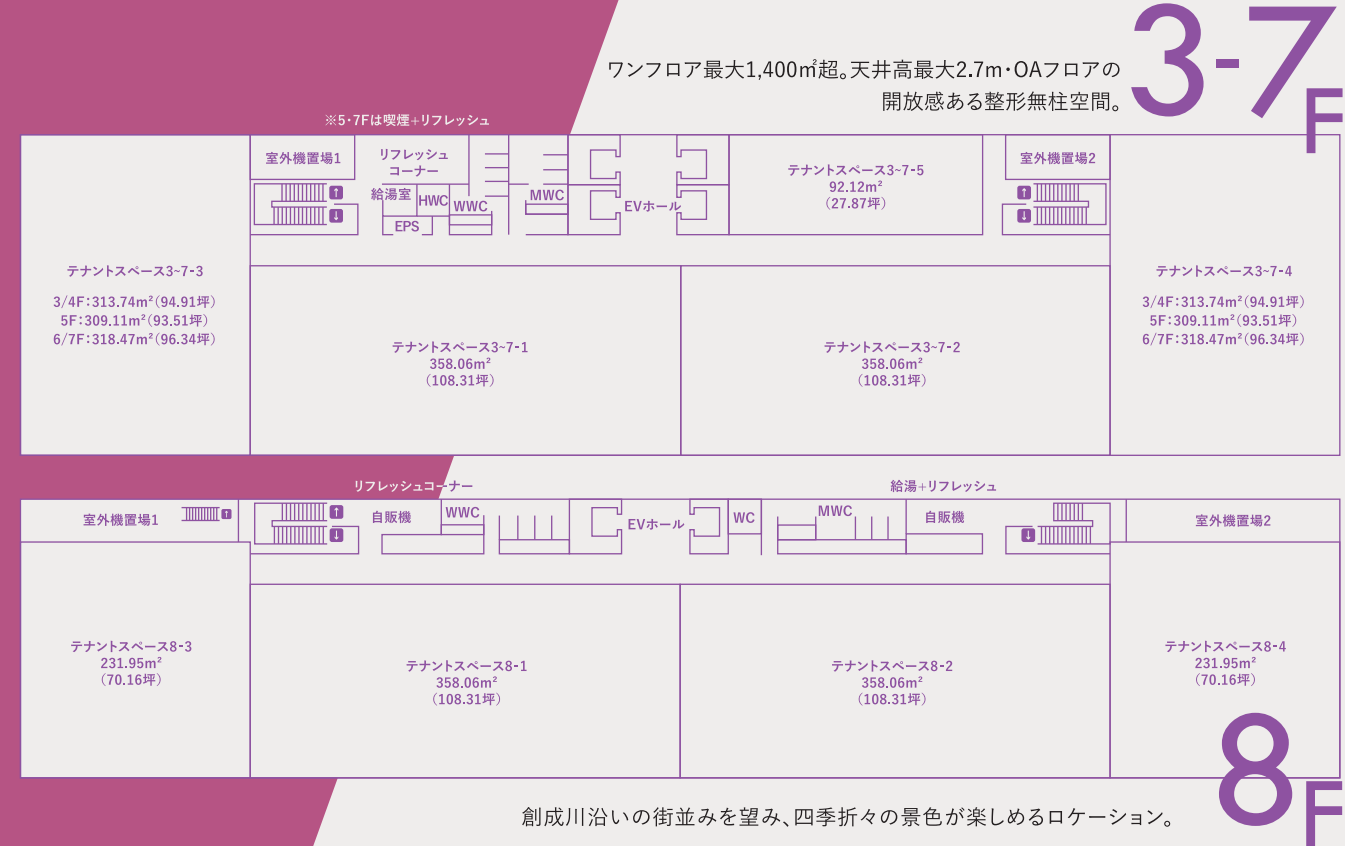 ワンフロア最大1,400㎡超。天井高最大2.7m・OAフロアの
開放感ある整形無柱空間。
3-7F
※5・7Fは喫煙+リフレッシュ
室外機置場1
リフレッシュ
コーナー
給湯室
HWC
WWC
MWC
EPS
EVホール
テナントスペース3~7-5
92.12m²
(27.87坪)
室外機置場2
テナントスペース3~7-3
3/4F:313.74m²(94.91坪)
5F:309.11m²(93.51坪)
6/7F:318.47m²(96.34坪)
テナントスペース3~7-1
358.06m²
(108.31坪)
テナントスペース3~7-2
358.06m²
(108.31坪)
テナントスペース3~7-4
3/4F:313.74m²(94.91坪)
5F:309.11m²(93.51坪)
6/7F:318.47m²(96.34坪)
リフレッシュコーナー
給湯+リフレッシュ
室外機置場1
自販機
WWC
EVホール
WC
MWC
自販機
室外機置場2
テナントスペース8-3
231.95m²
(70.16坪)
テナントスペース8-1
358.06m²
(108.31坪)
テナントスペース8-2
358.06m²
(108.31坪)
テナントスペース8-4
231.95m²
(70.16坪)
8F
創成川沿いの街並みを望み、四季折々の景色が楽しめるロケーション。